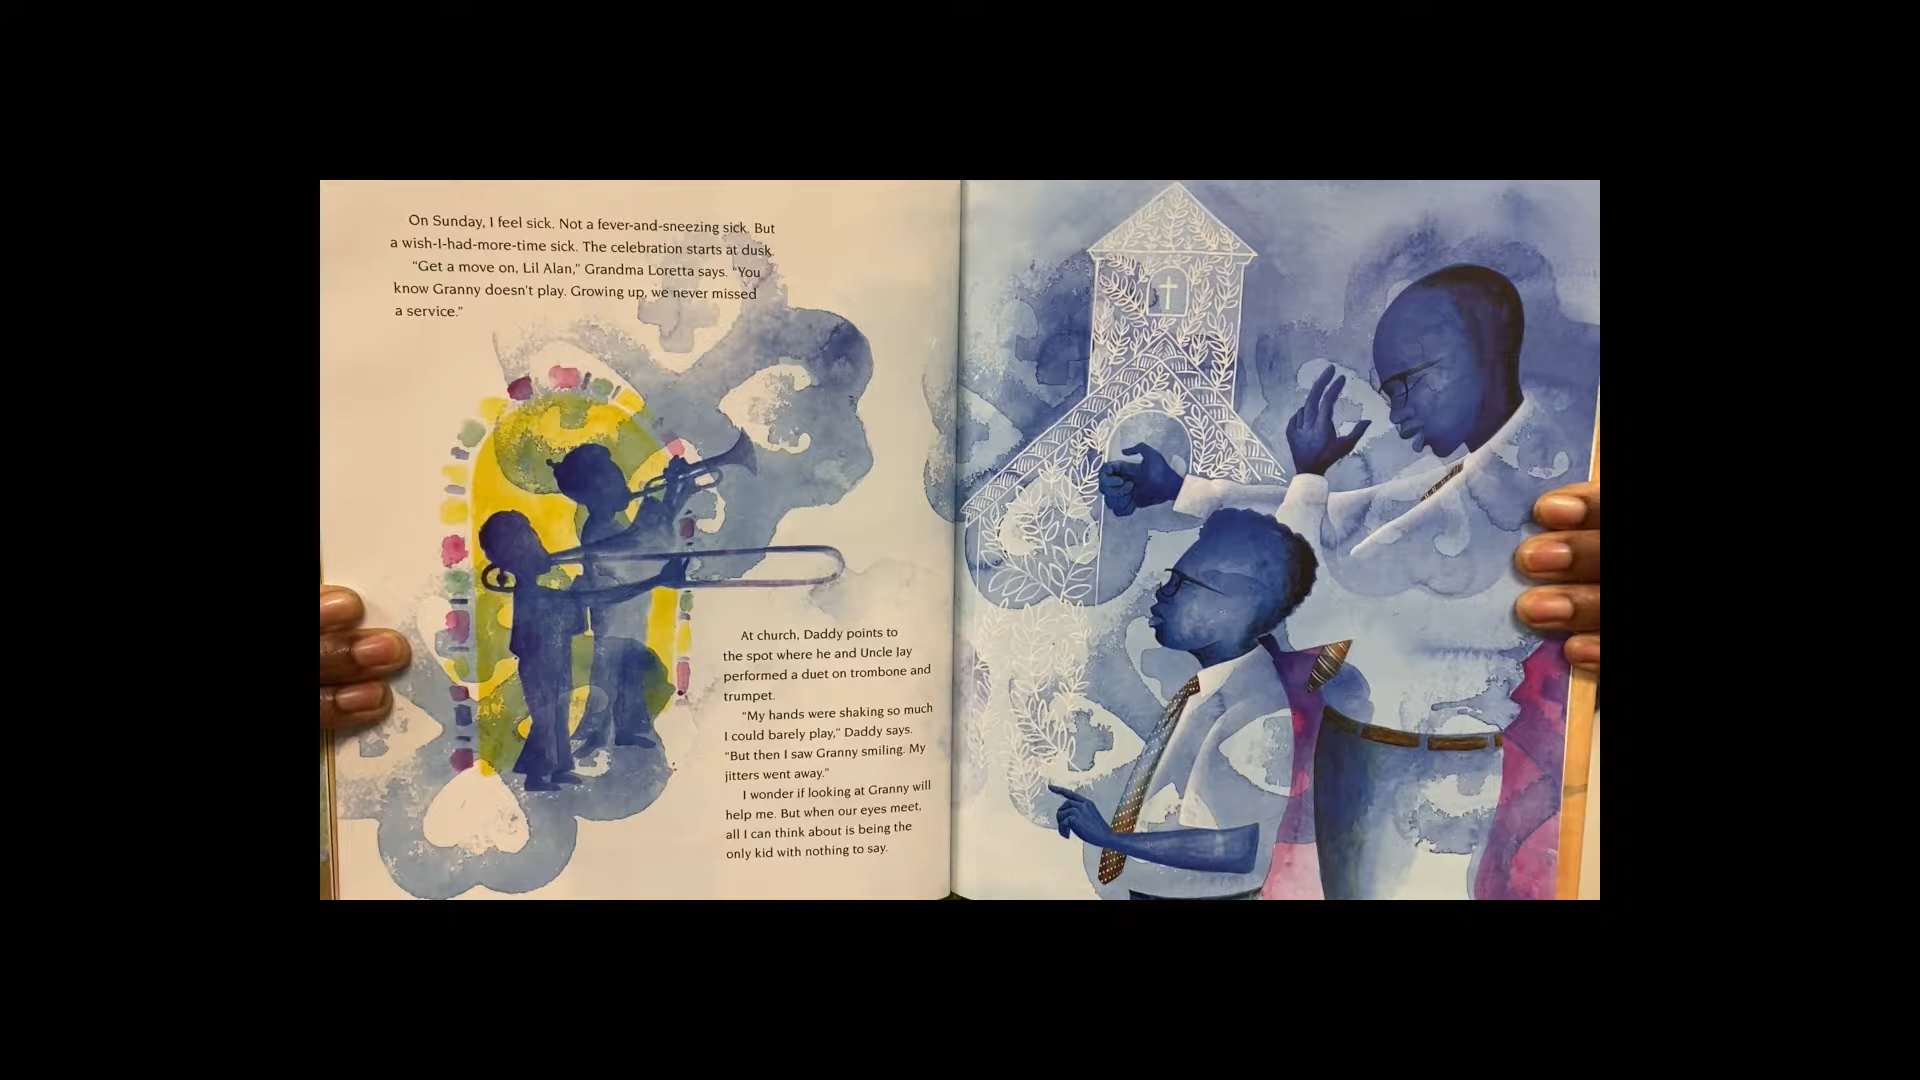 On Sunday, I feel sick. Not a fever-and-sneezing sick. But
a wish-I-had-more-time sick. The celebration starts at dusk.
"Get a move on, Lil Alan," Grandma Loretta says. "You
know Granny doesn't play. Growing up, we never missed
a service."
At church, Daddy points to
the spot where he and Uncle Jay
performed a duet on trombone and
trumpet.
"My hands were shaking so much
I could barely play," Daddy says.
"But then I saw Granny smiling. My
jitters went away."
I wonder if looking at Granny will
help me. But when our eyes meet,
all I can think about is being the
only kid with nothing to say.